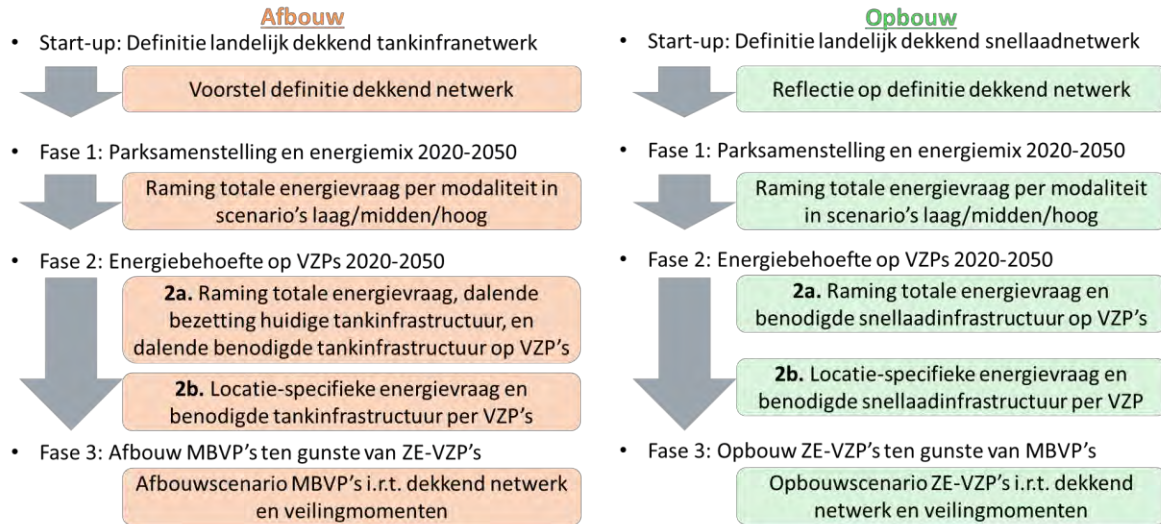 Afbouw
• Start-up: Definitie landelijk dekkend tankinfranetwerk
Voorstel definitie dekkend netwerk
• Fase 1: Parksamenstelling en energiemix 2020-2050
Raming totale energievraag per modaliteit in
scenario's laag/midden/hoog
• Fase 2: Energiebehoefte op VZPs 2020-2050
2a. Raming totale energievraag, dalende
bezetting huidige tankinfrastructuur, en
dalende benodigde tankinfrastructuur op VZP's
2b. Locatie-specifieke energievraag en
benodigde tankinfrastructuur per VZP's
• Fase 3: Afbouw MBVP's ten gunste van ZE-VZP's
Afbouwscenario MBVP's i.r.t. dekkend netwerk
en veilingmomenten
Opbouw
• Start-up: Definitie landelijk dekkend snellaadnetwerk
Reflectie op definitie dekkend netwerk
• Fase 1: Parksamenstelling en energiemix 2020-2050
Raming totale energievraag per modaliteit
in scenario's laag/midden/hoog
• Fase 2: Energiebehoefte op VZPs 2020-2050
2a. Raming totale energievraag en
benodigde snellaadinfrastructuur op VZP's
2b. Locatie-specifieke energievraag en
benodigde snellaadinfrastructuur per VZP
• Fase 3: Opbouw ZE-VZP's ten gunste van MBVP's
Opbouwscenario ZE-VZP's i.r.t. dekkend
netwerk en veilingmomenten